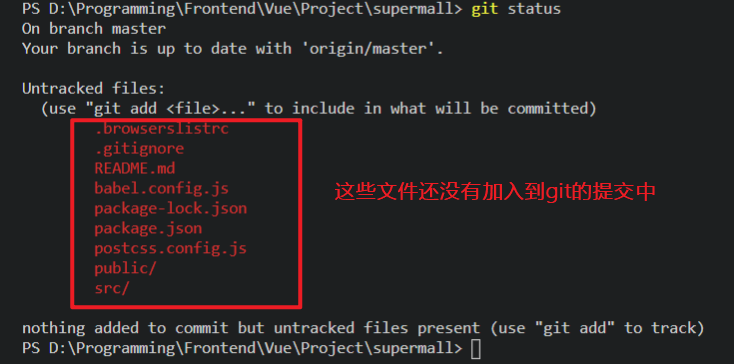 PS D:\Programming\Frontend\Vue\Project\supermall> git status
On branch master
Your branch is up to date with 'origin/master'.
Untracked files:
(use "git add <file>..." to include in what will be committed)
.browserslistrc
.gitignore
README.md
babel.config.js
package-lock.json
package.json
postcss.config.js
public/
src/
这些文件还没有加入到git的提交中
nothing added to commit but untracked files present (use "git add" to track)
PS D:\Programming\Frontend\Vue\Project\supermall>